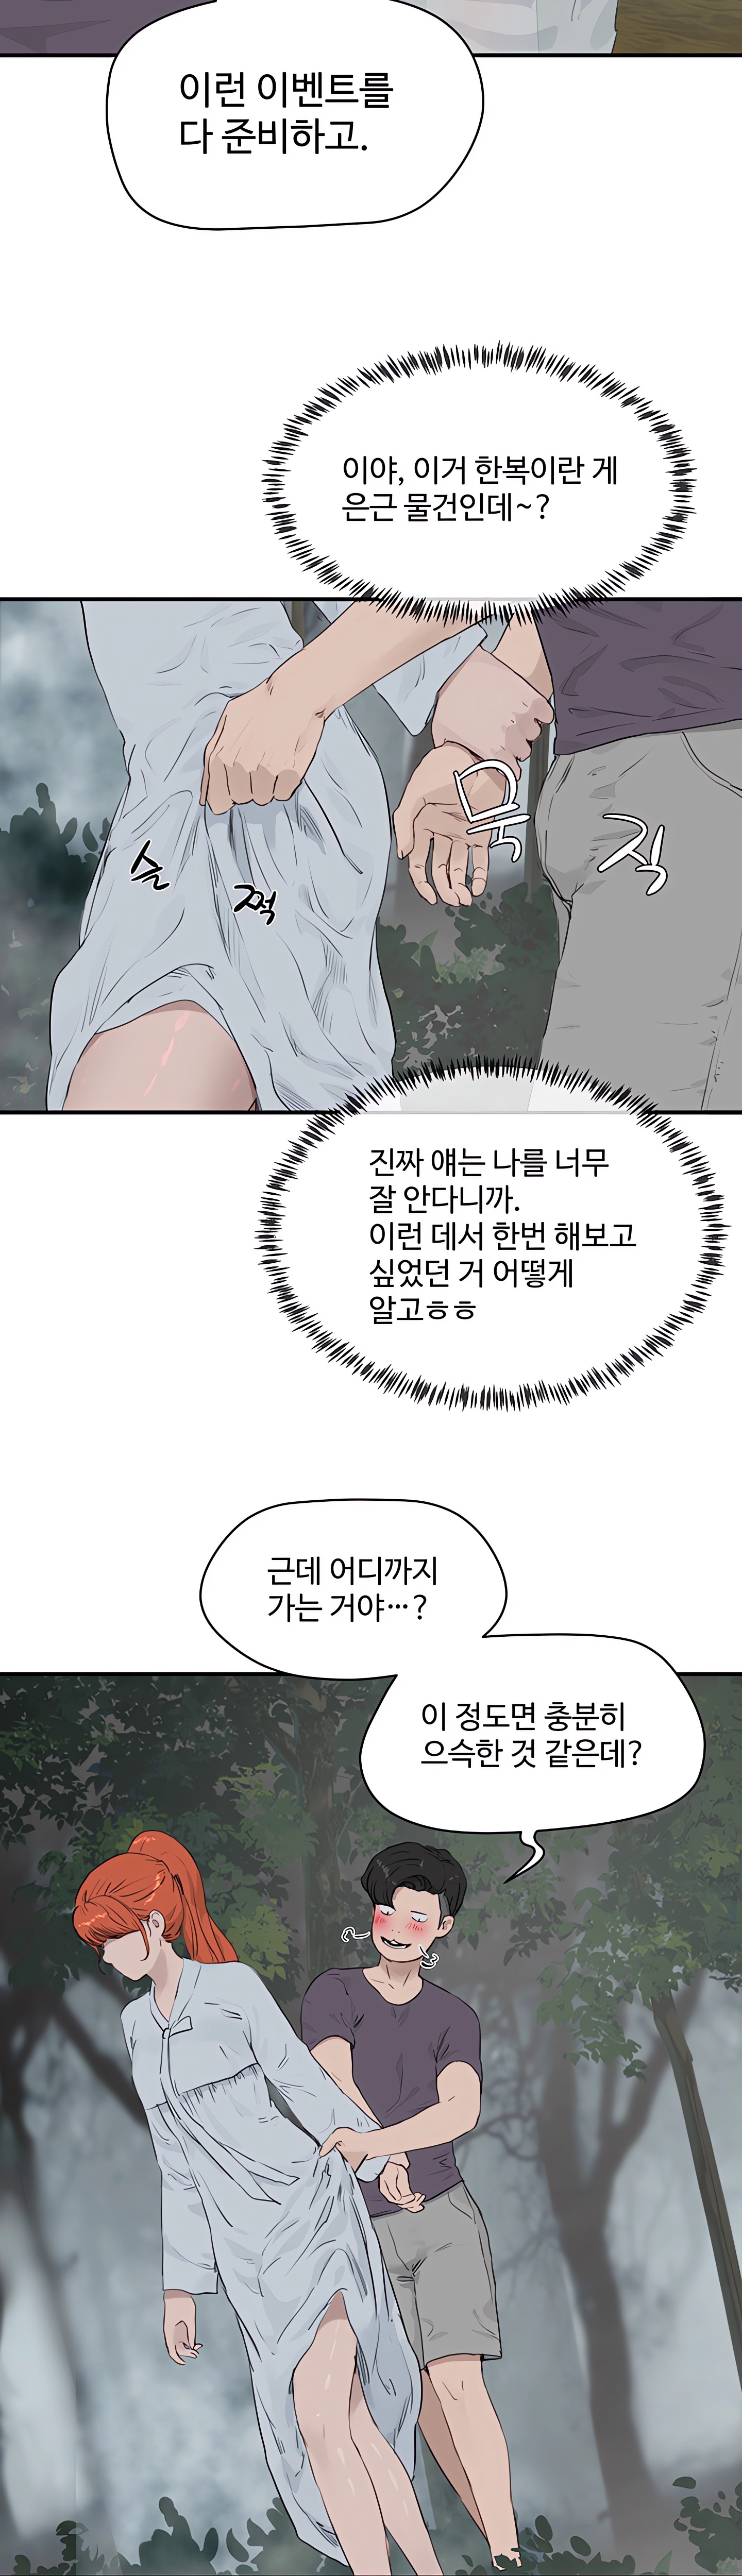 이런 이벤트를
다 준비하고.
이야, 이거 한복이란 게
은근 물건인데~?
묵
직
슬
쩍
진짜 얘는 나를 너무
잘 안다니까.
이런 데서 한번 해보고
싶었던 거 어떻게
알고ㅎㅎ
근데 어디까지
가는 거야…?
이 정도면 충분히
으슥한 것 같은데?